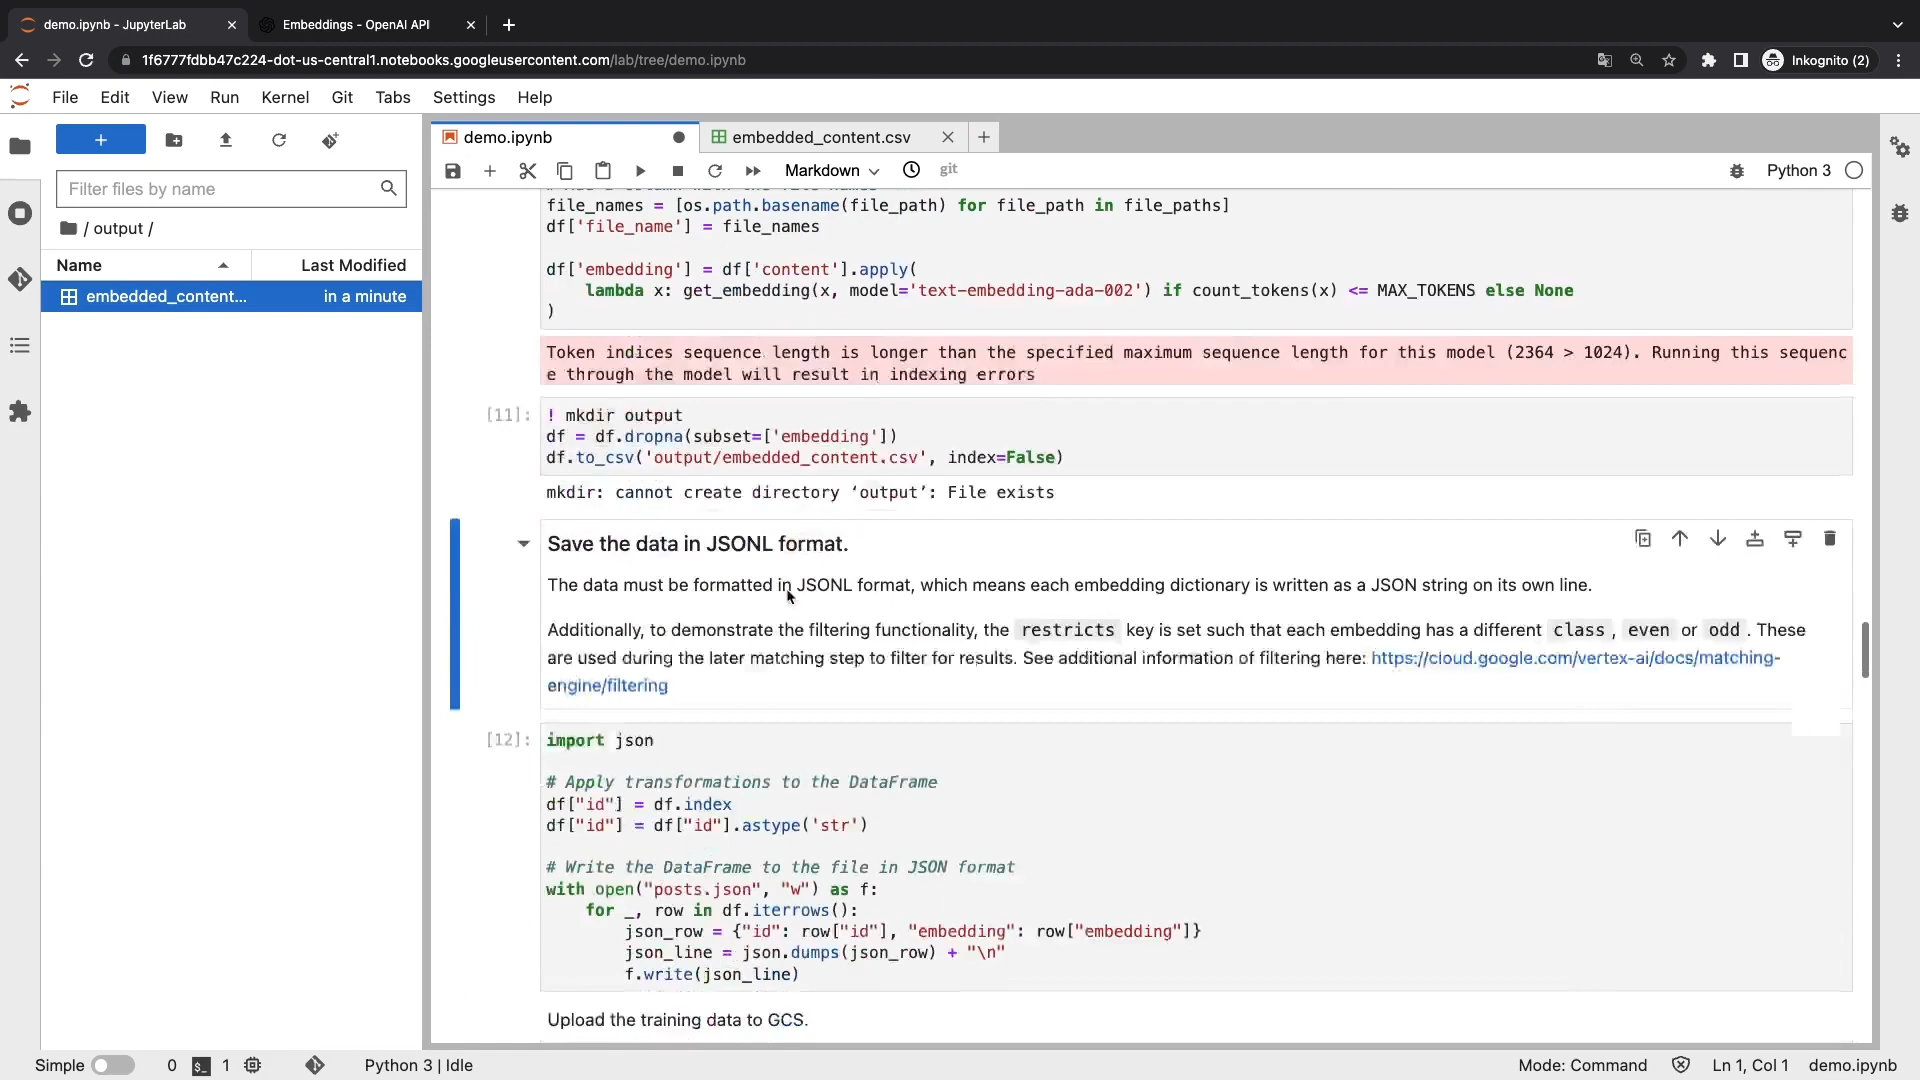 demo.ipynb - JupyterLab
Embeddings - OpenAI API
1f6777fdbb47c224-dot-us-central1.notebooks.googleusercontent.com/lab/tree/demo.ipynb
Inkognito (2)
File Edit View Run Kernel Git Tabs Settings Help
Filter files by name
/ output /
Name Last Modified
embedded_content... in a minute
demo.ipynb
embedded_content.csv
Markdown
git
Python 3
file_names = [os.path.basename(file_path) for file_path in file_paths]
df['file_name'] = file_names
df['embedding'] = df['content'].apply(
lambda x: get_embedding(x, model='text-embedding-ada-002') if count_tokens(x) <= MAX_TOKENS else None
)
Token indices sequence length is longer than the specified maximum sequence length for this model (2364 > 1024). Running this sequenc
e through the model will result in indexing errors
[11]: ! mkdir output
df = df.dropna(subset=['embedding'])
df.to_csv('output/embedded_content.csv', index=False)
mkdir: cannot create directory ‘output’: File exists
Save the data in JSONL format.
The data must be formatted in JSONL format, which means each embedding dictionary is written as a JSON string on its own line.
Additionally, to demonstrate the filtering functionality, the restricts key is set such that each embedding has a different class, even or odd. These
are used during the later matching step to filter for results. See additional information of filtering here: https://cloud.google.com/vertex-ai/docs/matching-
engine/filtering
[12]: import json
# Apply transformations to the DataFrame
df["id"] = df.index
df["id"] = df["id"].astype('str')
# Write the DataFrame to the file in JSON format
with open("posts.json", "w") as f:
for _, row in df.iterrows():
json_row = {"id": row["id"], "embedding": row["embedding"]}
json_line = json.dumps(json_row) + "\n"
f.write(json_line)
Upload the training data to GCS.
Simple 0 1 Python 3 | Idle Mode: Command Ln 1, Col 1 demo.ipynb